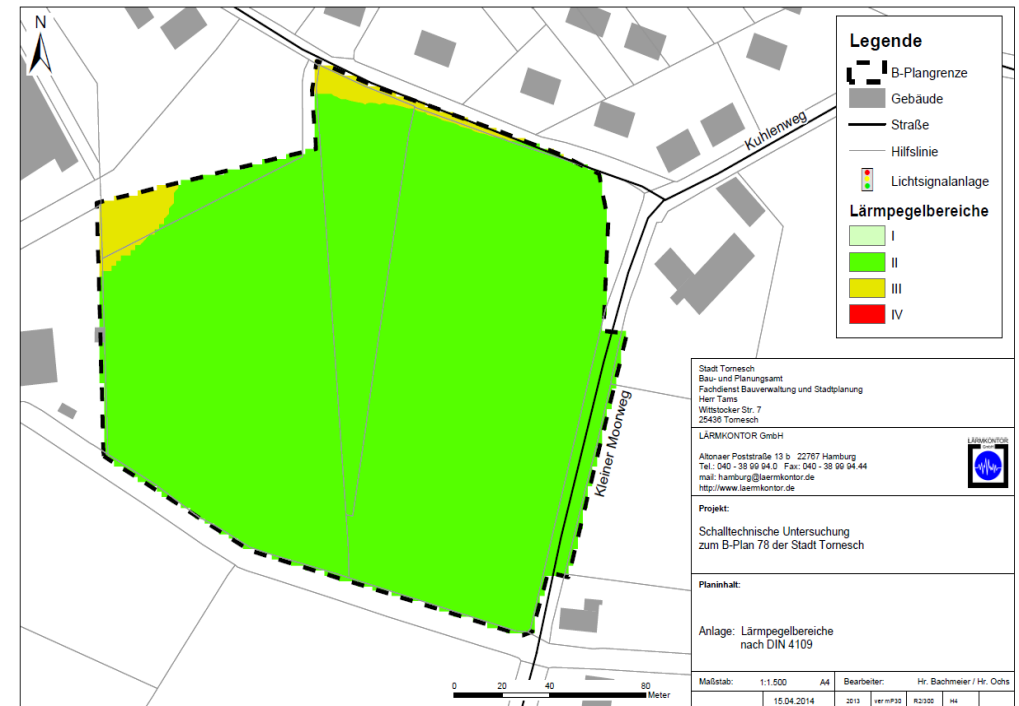 N
Kuhlenweg
Kleiner Moorweg
0 20 40 80
Meter
Legende
B-Plangrenze
Gebäude
Straße
Hilfslinie
Lichtsignalanlage
Lärmpegelbereiche
I
II
III
IV
Stadt Tornesch
Bau- und Planungsamt
Fachdienst Bauverwaltung und Stadtplanung
Herr Tams
Wittstocker Str. 7
25436 Tornesch
LÄRMKONTOR GmbH
Altonaer Poststraße 13 b 22767 Hamburg
Tel.: 040 - 38 99 94.0 Fax: 040 - 38 99 94.44
mail: hamburg@laermkontor.de
http://www.laermkontor.de
LÄRMKONTOR
GmbH
Projekt:
Schalltechnische Untersuchung
zum B-Plan 78 der Stadt Tornesch
Planinhalt:
Anlage: Lärmpegelbereiche
nach DIN 4109
Maßstab: 1:1.500 A4 Bearbeiter: Hr. Bachmeier / Hr. Ochs
15.04.2014 2013 R2/300 H4